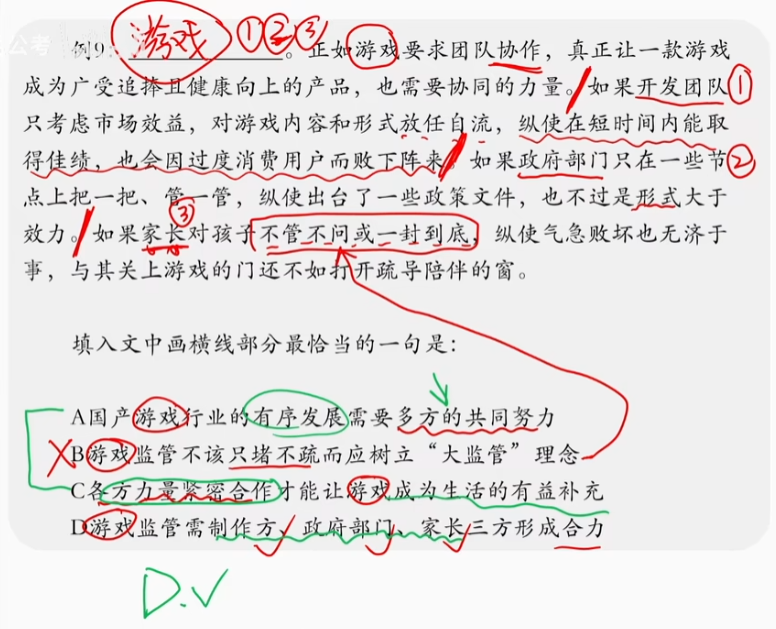 公考
例9: 游戏 ①②③。正如游戏要求团队协作，真正让一款游戏
成为广受追捧且健康向上的产品，也需要协同的力量。如果开发团队①
只考虑市场效益，对游戏内容和形式放任自流，纵使在短时间内能取
得佳绩，也会因过度消费用户而败下阵来。如果政府部门只在一些节②
点上把一把、管一管，纵使出台了一些政策文件，也不过是形式大于
③
效力。如果家长对孩子不管不问或一封到底，纵使气急败坏也无济于
事，与其关上游戏的门还不如打开疏导陪伴的窗。
填入文中画横线部分最恰当的一句是：
A国产游戏行业的有序发展需要多方的共同努力
B游戏监管不该只堵不疏而应树立“大监管”理念
C各方力量紧密合作才能让游戏成为生活的有益补充
D游戏监管需制作方、政府部门、家长三方形成合力
D.√